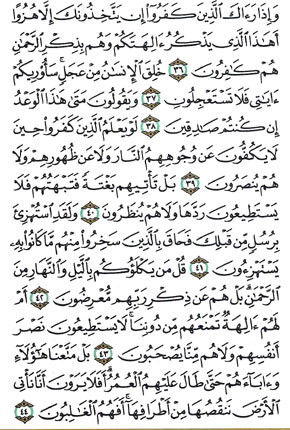 وَإِذَا رَءَاكَ ٱلَّذِينَ كَفَرُوٓا۟ إِن يَتَّخِذُونَكَ إِلَّا هُزُوًا
أَهَـٰذَا ٱلَّذِى يَذْكُرُ ءَالِهَتَكُمْ وَهُم بِذِكْرِ ٱلرَّحْمَـٰنِ
هُمْ كَـٰفِرُونَ ٣٦ خُلِقَ ٱلْإِنسَـٰنُ مِنْ عَجَلٍ ۚ سَأُو۟رِيكُمْ
ءَايَـٰتِى فَلَا تَسْتَعْجِلُونِ ٣٧ وَيَقُولُونَ مَتَىٰ هَـٰذَا ٱلْوَعْدُ
إِن كُنتُمْ صَـٰدِقِينَ ٣٨ لَوْ يَعْلَمُ ٱلَّذِينَ كَفَرُوا۟ حِينَ
لَا يَكُفُّونَ عَن وُجُوهِهِمُ ٱلنَّارَ وَلَا عَن ظُهُورِهِمْ وَلَا
هُمْ يُنصَرُونَ ٣٩ بَلْ تَأْتِيهِم بَغْتَةً فَتَبْهَتُهُمْ فَلَا
يَسْتَطِيعُونَ رَدَّهَا وَلَا هُمْ يُنظَرُونَ ٤٠ وَلَقَدِ ٱسْتُهْزِئَ
بِرُسُلٍ مِّن قَبْلِكَ فَحَاقَ بِٱلَّذِينَ سَخِرُوا۟ مِنْهُم مَّا كَانُوا۟ بِهِۦ
يَسْتَهْزِءُونَ ٤١ قُلْ مَن يَكْلَؤُكُم بِٱلَّيْلِ وَٱلنَّهَارِ مِنَ
ٱلرَّحْمَـٰنِ ۗ بَلْ هُمْ عَن ذِكْرِ رَبِّهِم مُّعْرِضُونَ ٤٢ أَمْ
لَهُمْ ءَالِهَةٌ تَمْنَعُهُم مِّن دُونِنَا ۚ لَا يَسْتَطِيعُونَ نَصْرَ
أَنفُسِهِمْ وَلَا هُم مِّنَّا يُصْحَبُونَ ٤٣ بَلْ مَتَّعْنَا هَـٰٓؤُلَآءِ
وَءَابَآءَهُمْ حَتَّىٰ طَالَ عَلَيْهِمُ ٱلْعُمُرُ ۗ أَفَلَا يَرَوْنَ أَنَّا نَأْتِى
ٱلْأَرْضَ نَنقُصُهَا مِنْ أَطْرَافِهَآ ۚ أَفَهُمُ ٱلْغَـٰلِبُونَ ٤٤